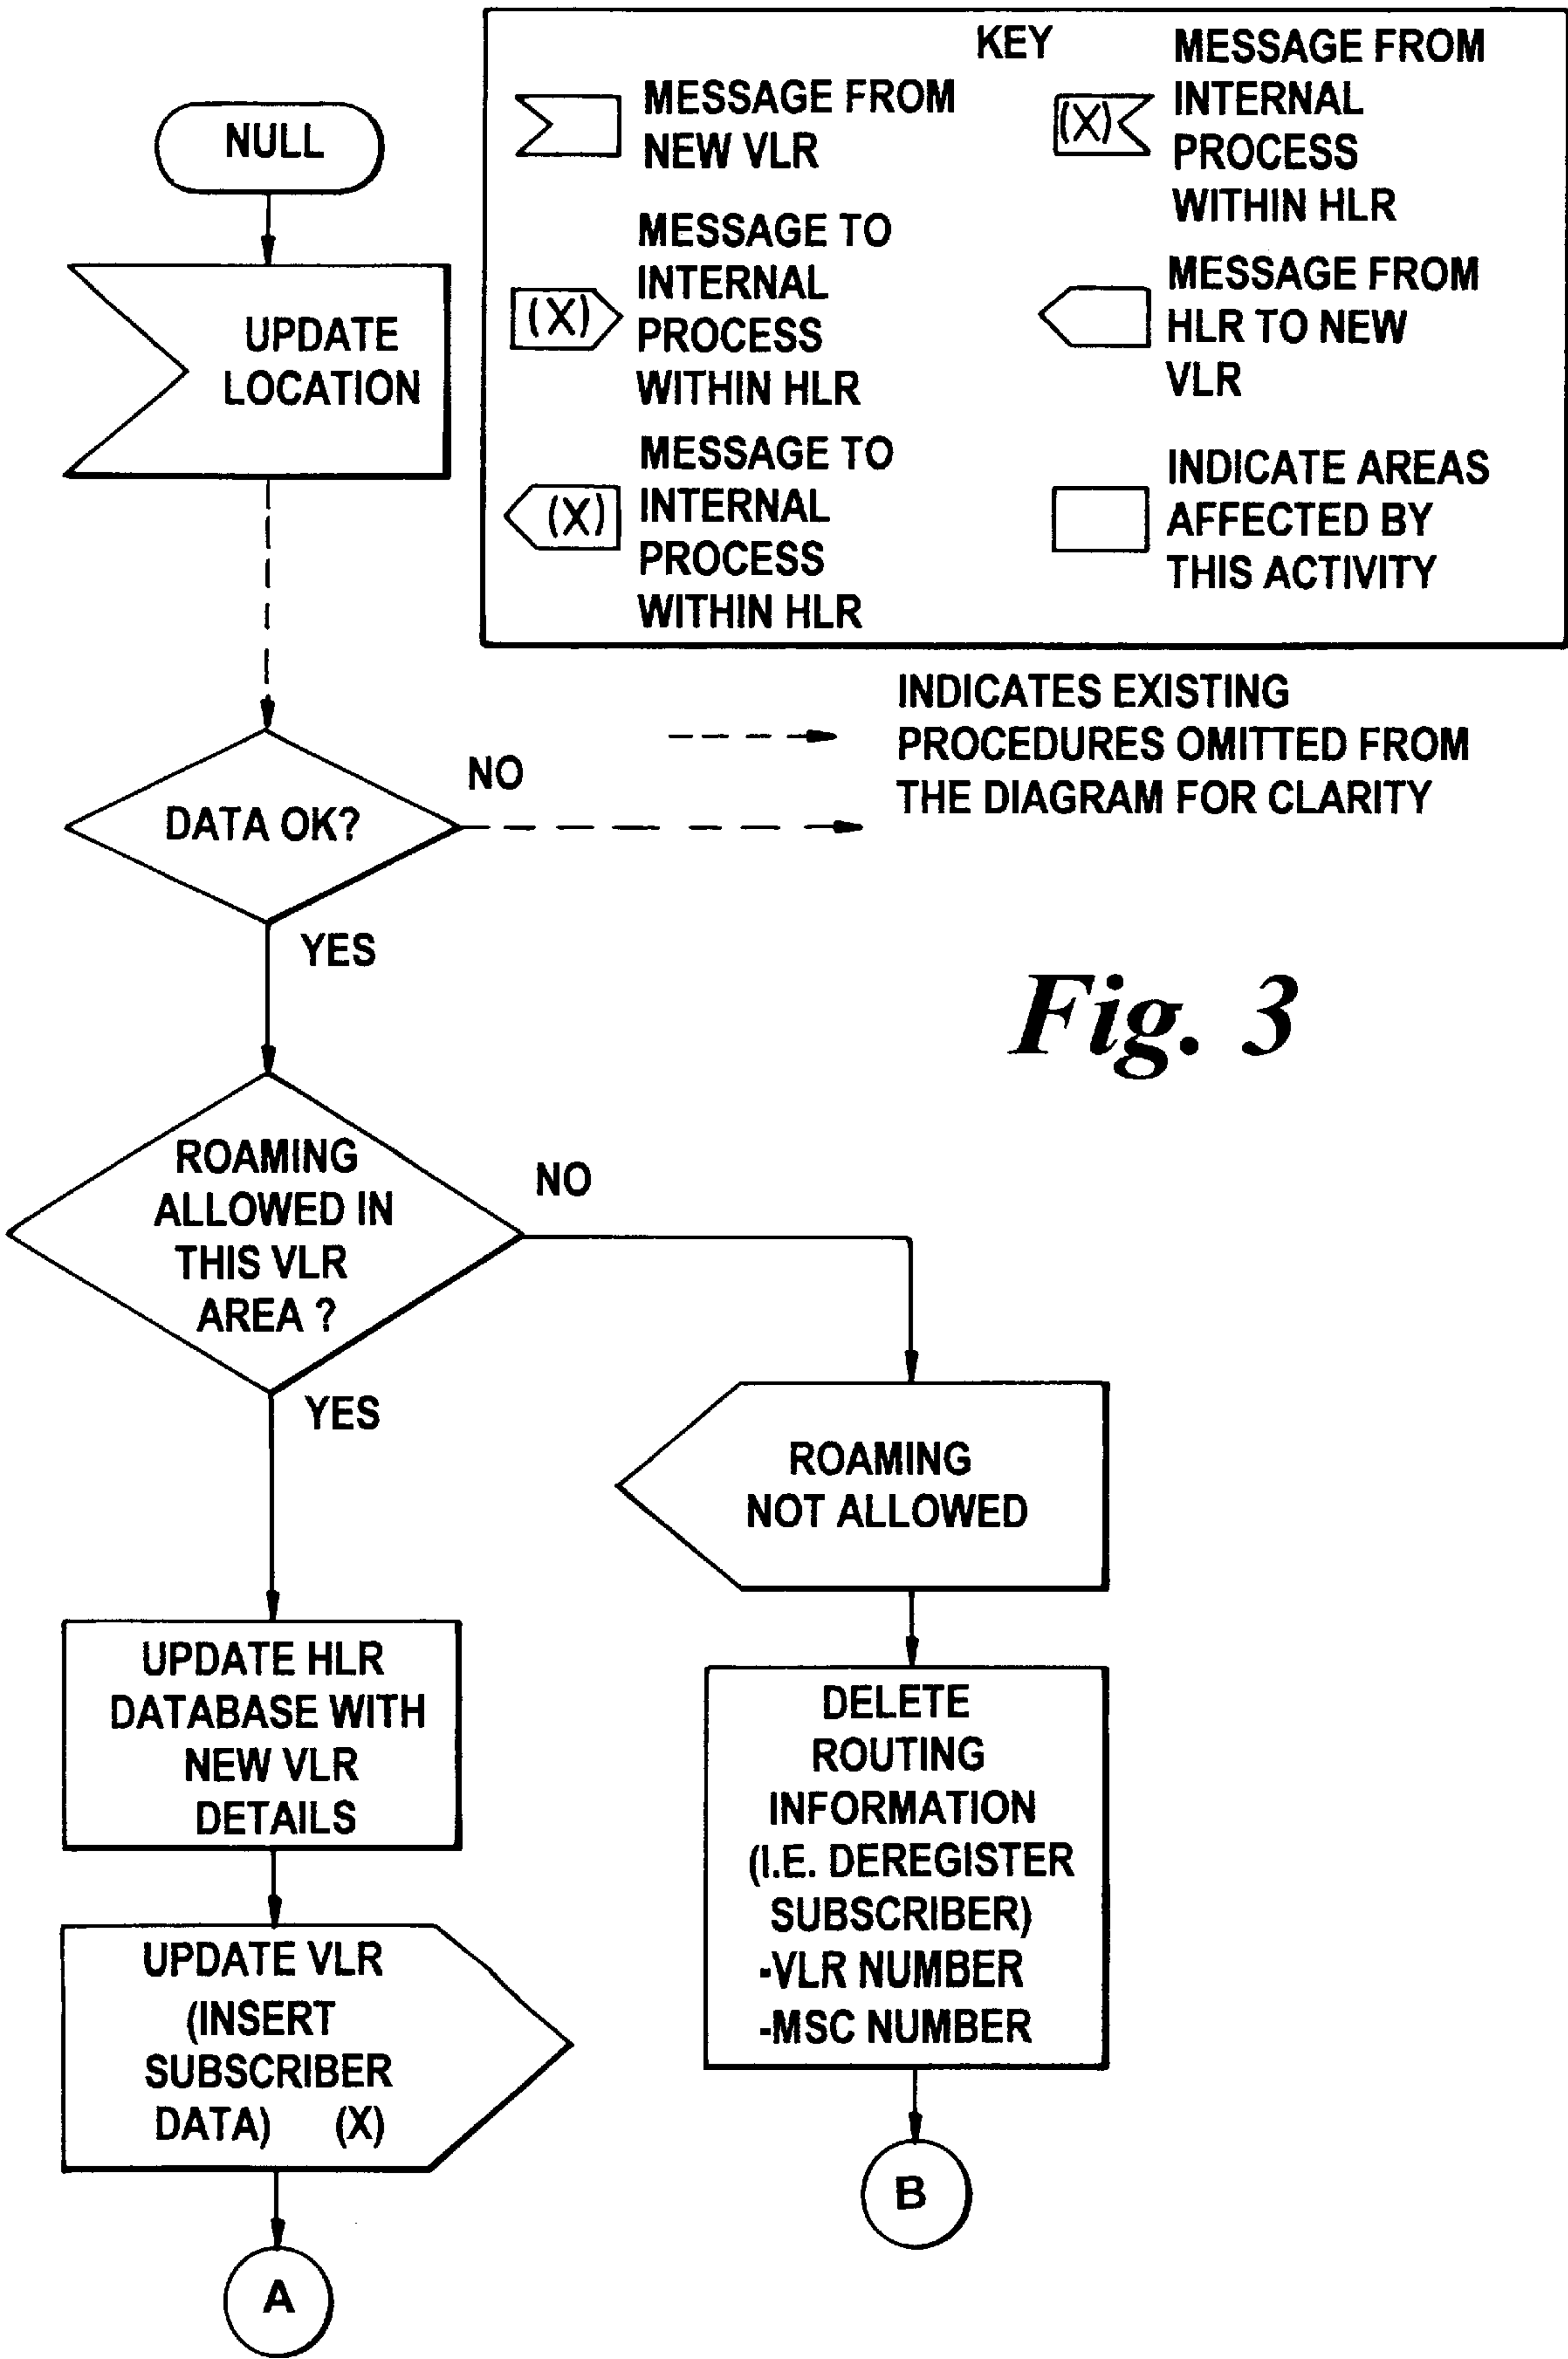 KEY
MESSAGE FROM
NEW VLR
MESSAGE FROM
INTERNAL
PROCESS
WITHIN HLR
(X)
MESSAGE TO
INTERNAL
PROCESS
WITHIN HLR
(X)
MESSAGE FROM
HLR TO NEW
VLR
MESSAGE TO
INTERNAL
PROCESS
WITHIN HLR
(X)
INDICATE AREAS
AFFECTED BY
THIS ACTIVITY
INDICATES EXISTING
PROCEDURES OMITTED FROM
THE DIAGRAM FOR CLARITY
NULL
UPDATE
LOCATION
DATA OK?
NO
YES
Fig. 3
ROAMING
ALLOWED IN
THIS VLR
AREA ?
NO
YES
ROAMING
NOT ALLOWED
UPDATE HLR
DATABASE WITH
NEW VLR
DETAILS
DELETE
ROUTING
INFORMATION
(I.E. DEREGISTER
SUBSCRIBER)
-VLR NUMBER
-MSC NUMBER
UPDATE VLR
(INSERT
SUBSCRIBER
DATA) (X)
B
A